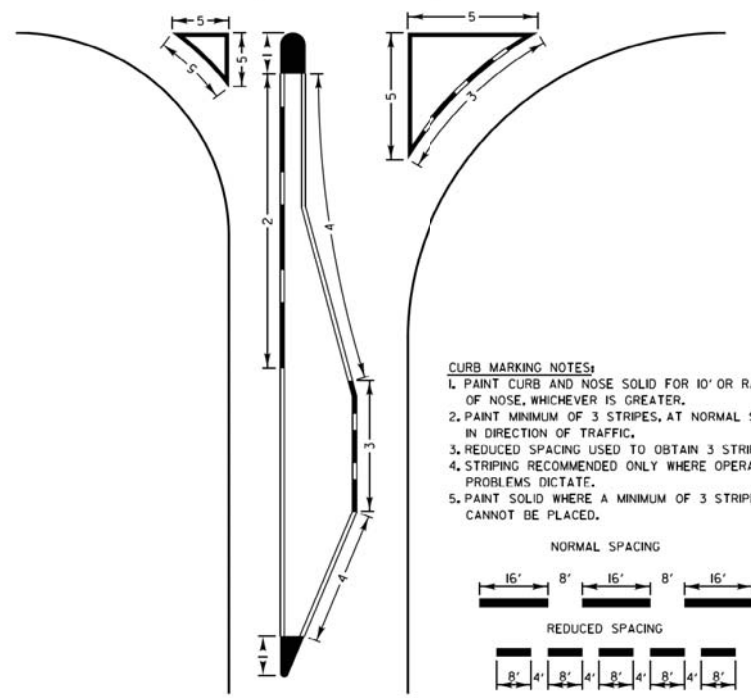 5
5
5
1
2
4
3
4
1
5
5
3
CURB MARKING NOTES:
1. PAINT CURB AND NOSE SOLID FOR 10' OR
OF NOSE, WHICHEVER IS GREATER.
2. PAINT MINIMUM OF 3 STRIPES, AT NORMAL
IN DIRECTION OF TRAFFIC.
3. REDUCED SPACING USED TO OBTAIN 3
4. STRIPING RECOMMENDED ONLY WHERE
PROBLEMS DICTATE.
5. PAINT SOLID WHERE A MINIMUM OF 3
CANNOT BE PLACED.
NORMAL SPACING
16' 8' 16' 8' 16'
REDUCED SPACING
8' 4' 8' 4' 8' 4' 8' 4' 8'